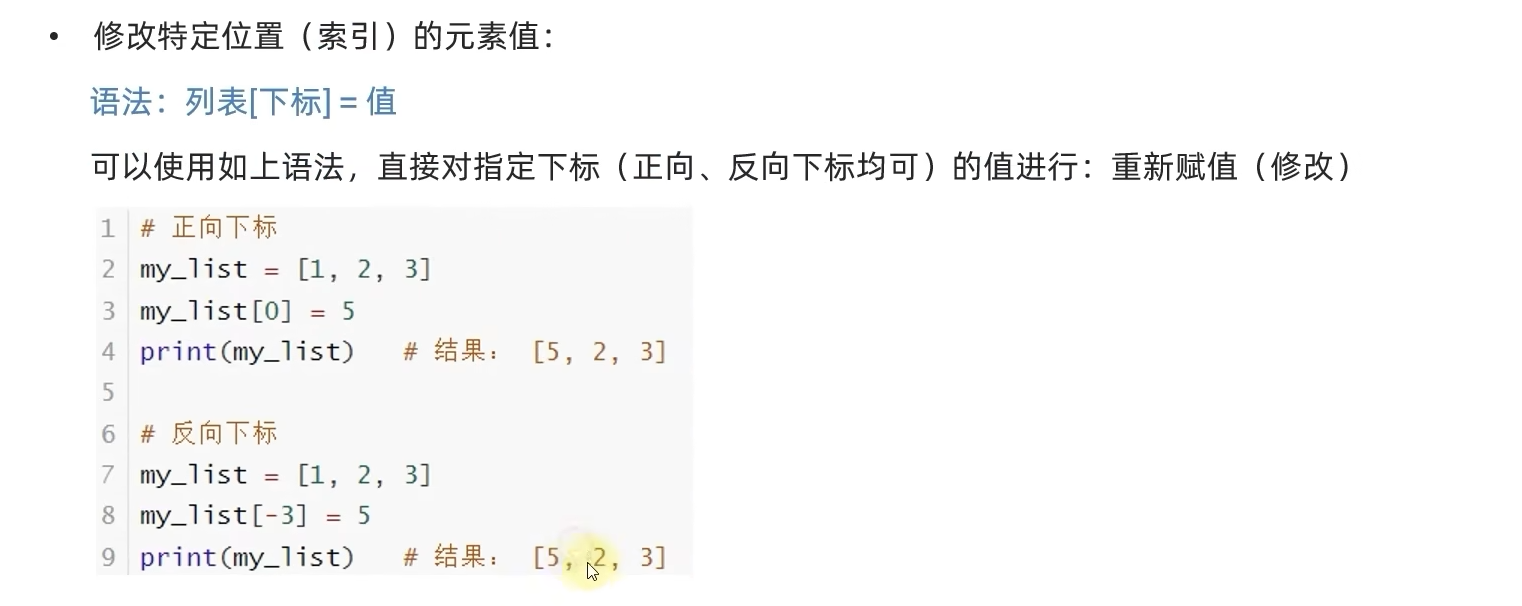 • 修改特定位置（索引）的元素值：
语法：列表[下标] = 值
可以使用如上语法，直接对指定下标（正向、反向下标均可）的值进行：重新赋值（修改）
1 # 正向下标
2 my_list = [1, 2, 3]
3 my_list[0] = 5
4 print(my_list)   # 结果： [5, 2, 3]
5
6 # 反向下标
7 my_list = [1, 2, 3]
8 my_list[-3] = 5
9 print(my_list)   # 结果： [5, 2, 3]